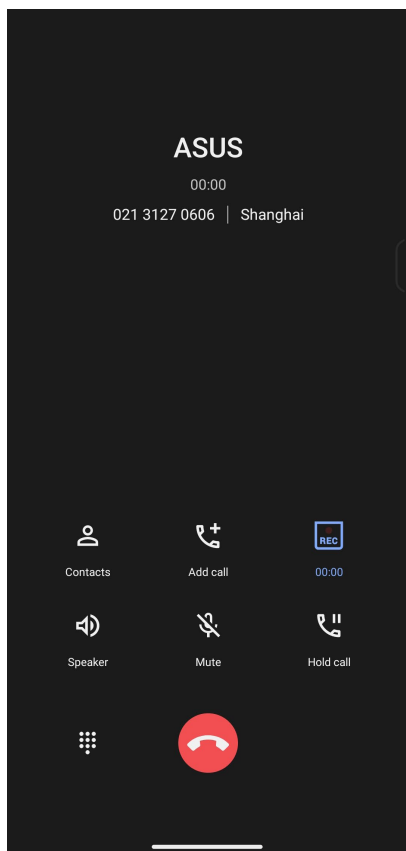 ASUS
00:00
021 3127 0606 | Shanghai
REC
Contacts
Add call
00:00
Speaker
Mute
Hold call